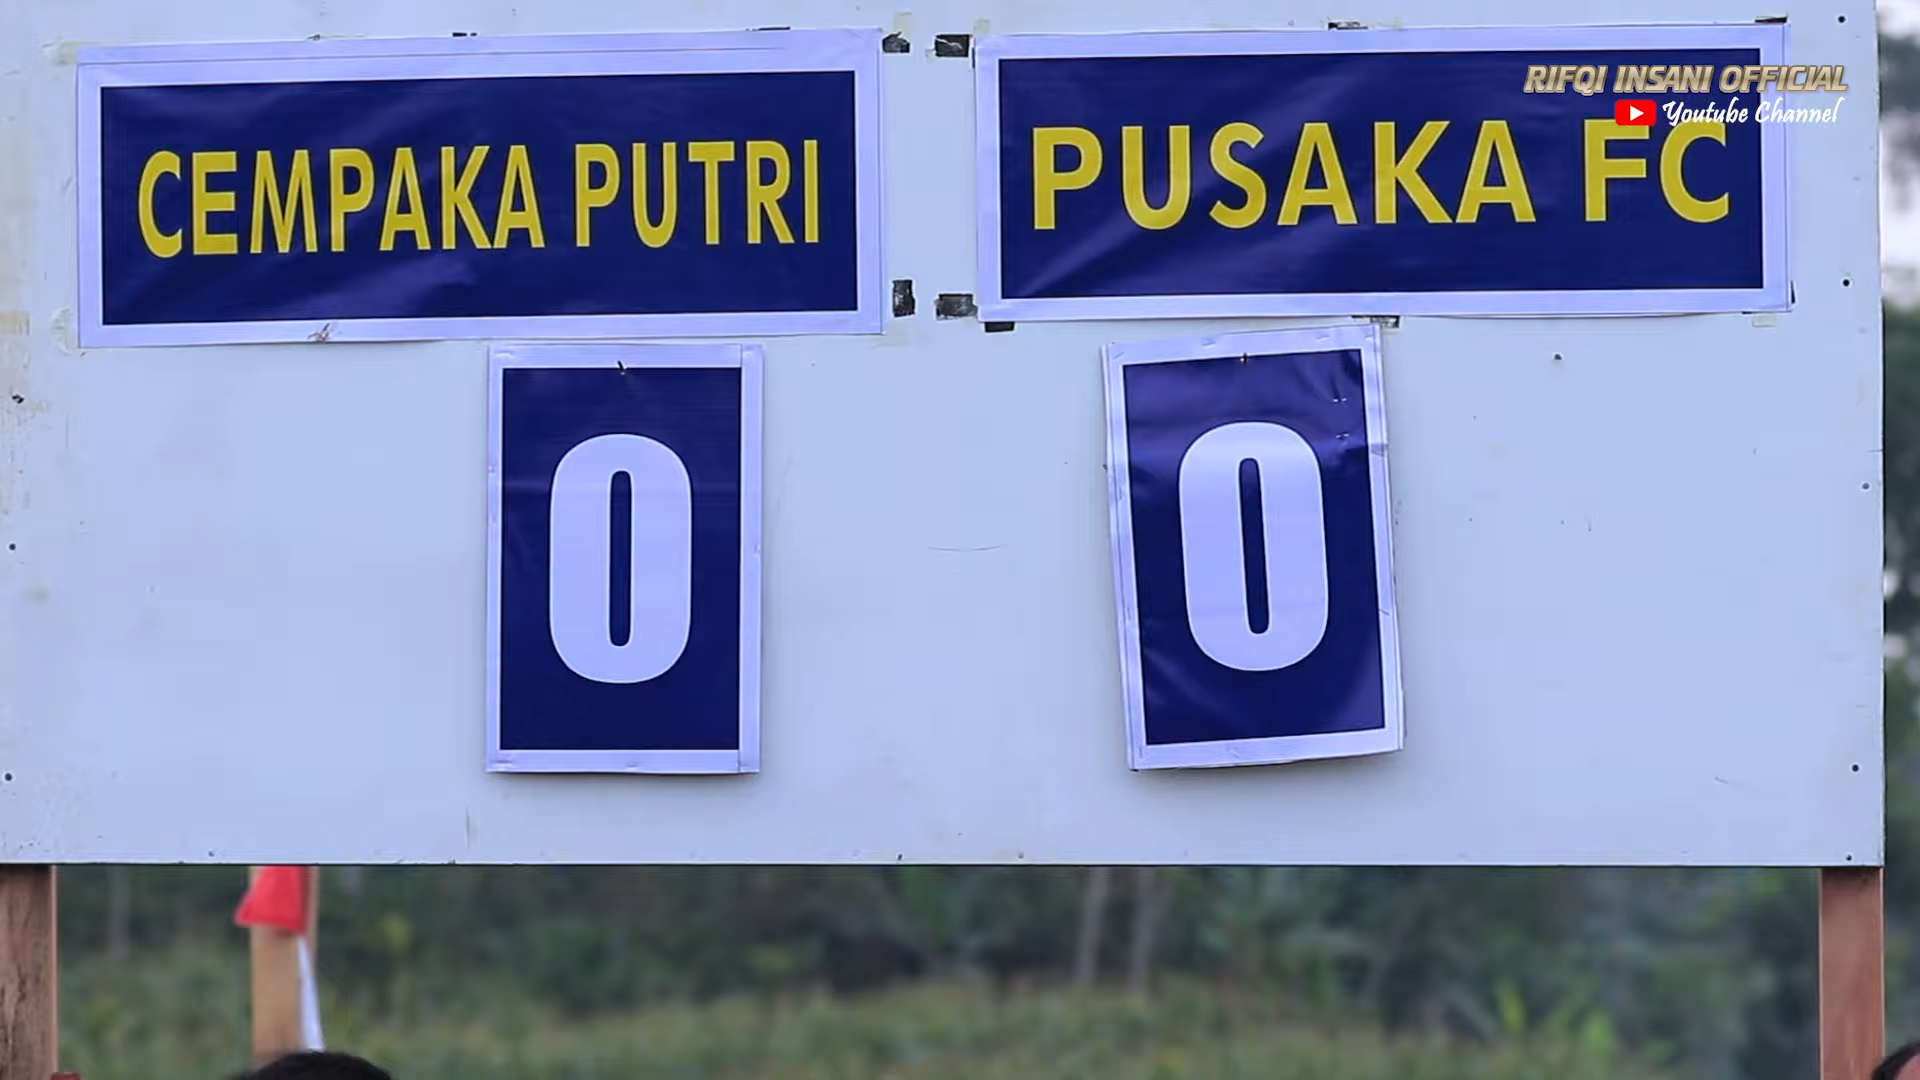 RIFQI INSANI OFFICIAL
Youtube Channel
CEMPAKA PUTRI
PUSAKA FC
0
0